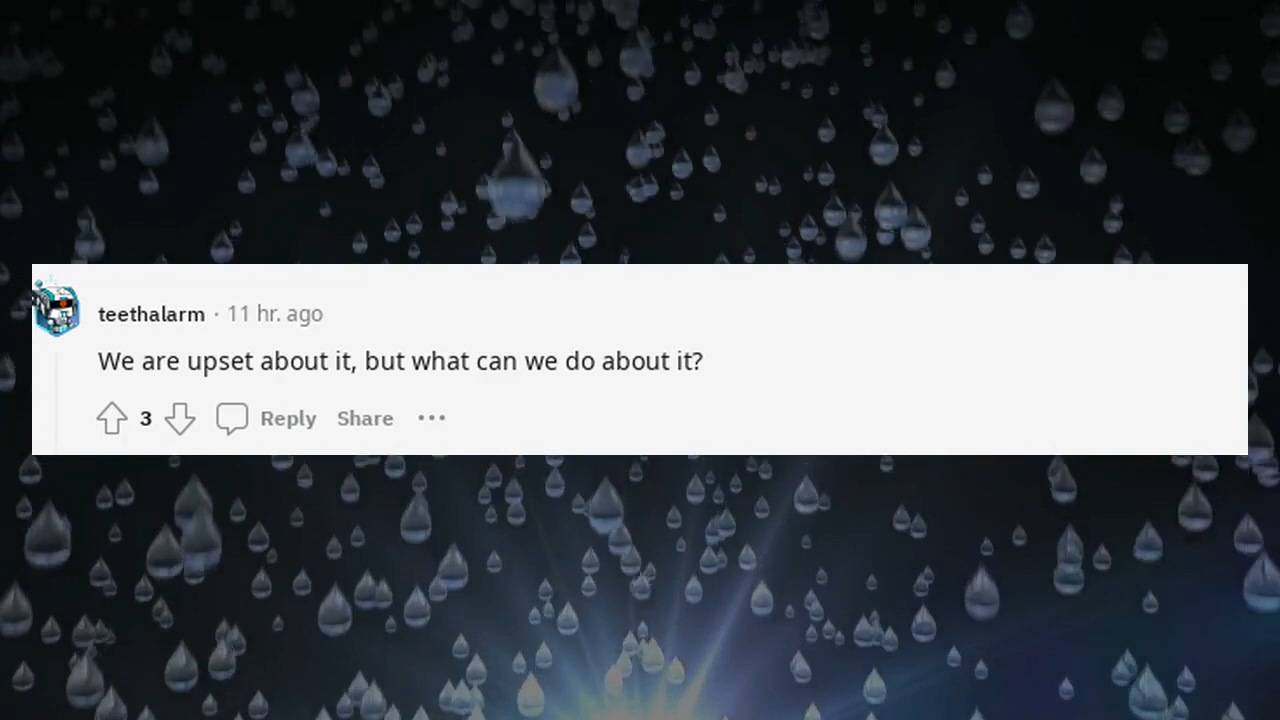 teethalarm · 11 hr. ago
We are upset about it, but what can we do about it?
3 Reply Share ···